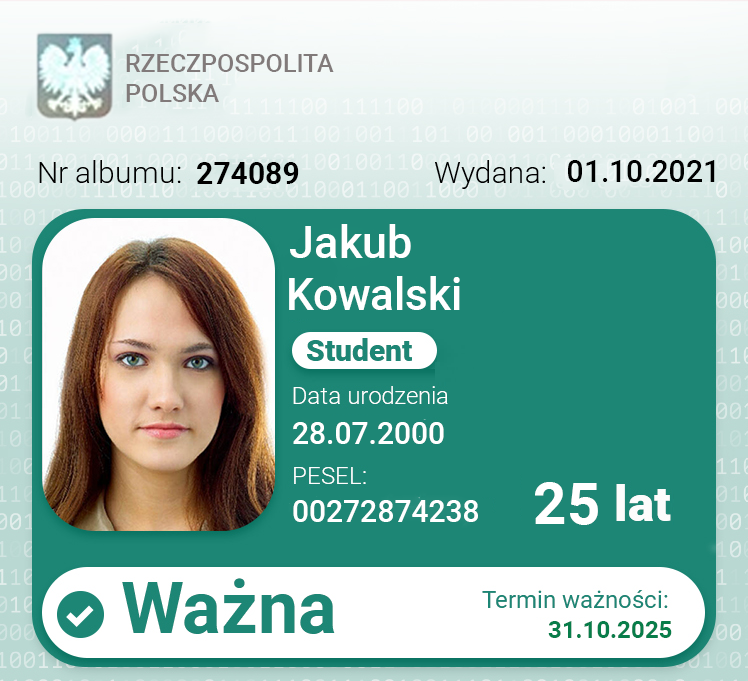 RZECZPOSPOLITA
POLSKA
Nr albumu: 274089
Wydana: 01.10.2021
Jakub
Kowalski
Student
Data urodzenia
28.07.2000
PESEL:
00272874238
25 lat
Ważna
Termin ważności:
31.10.2025